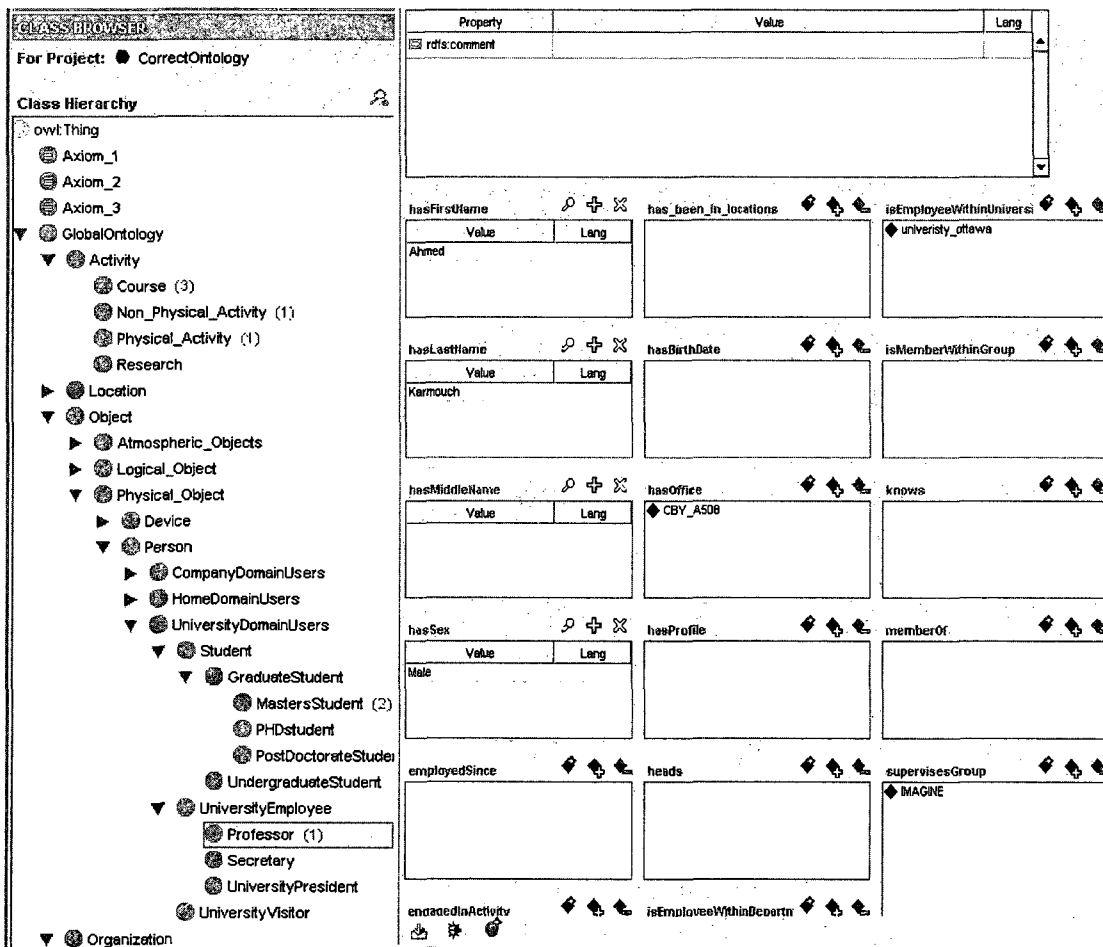 CLASS BROWSER
For Project: CorrectOntology
Class Hierarchy
owl:Thing
Axiom_1
Axiom_2
Axiom_3
GlobalOntology
Activity
Course (3)
Non_Physical_Activity (1)
Physical_Activity (1)
Research
Location
Object
Atmospheric_Objects
Logical_Object
Physical_Object
Device
Person
CompanyDomainUsers
HomeDomainUsers
UniversityDomainUsers
Student
GraduateStudent
MastersStudent (2)
PHDstudent
PostDoctorateStude
UndergraduateStudent
UniversityEmployee
Professor (1)
Secretary
UniversityPresident
UniversityVisitor
Organization
Property Value Lang
rdfs:comment
hasFirstName
Value Lang
Ahmed
has_been_in_locations
isEmployeeWithinUniversi
univeristy_ottawa
hasLastName
Value Lang
Karmouch
hasBirthDate
isMemberWithinGroup
hasMiddleName
Value Lang
hasOffice
CBY_A508
knows
hasSex
Value Lang
Male
hasProfile
memberOf
employedSince
heads
supervisesGroup
IMAGINE
engagedInActivity
isEmployeeWithinDepartm